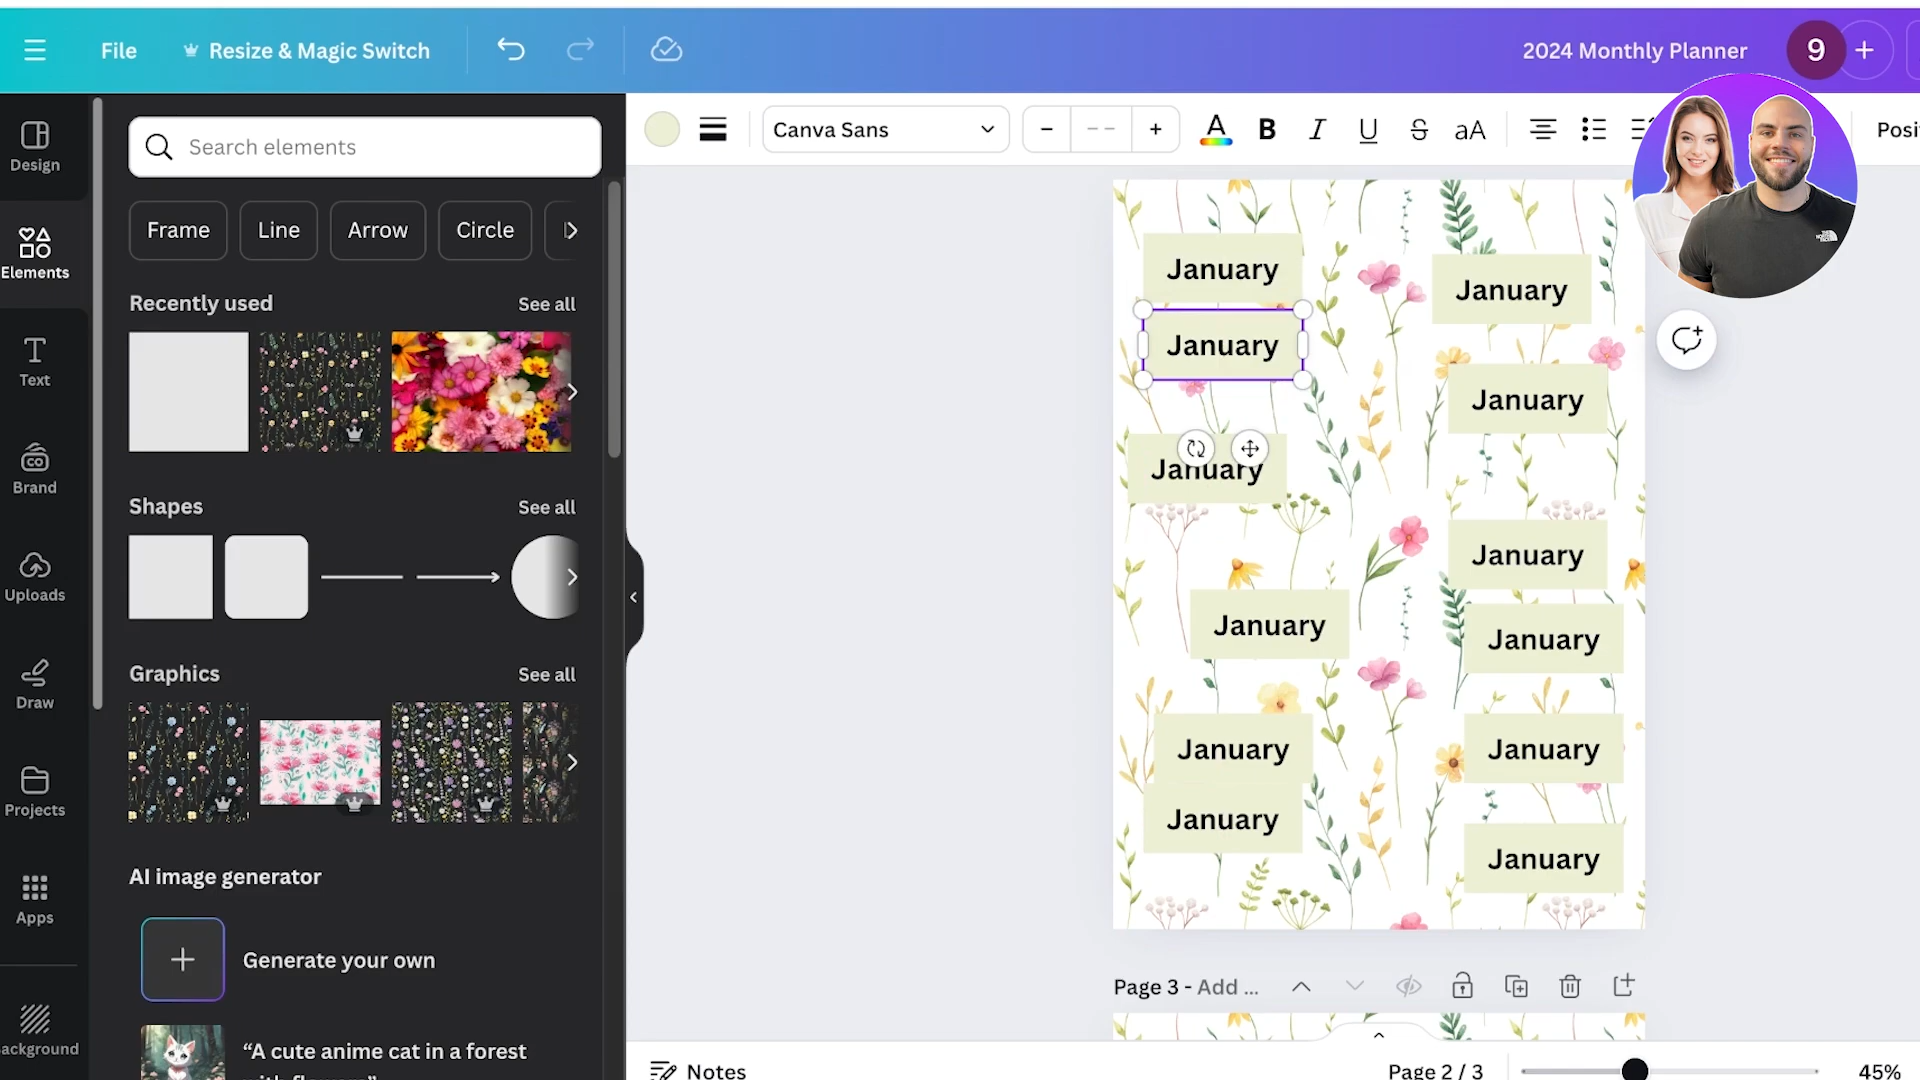 File
Resize & Magic Switch
2024 Monthly Planner
9
Search elements
Canva Sans
A
B
I
U
S
aA
Design
Elements
Text
Brand
Uploads
Draw
Projects
Apps
Frame
Line
Arrow
Circle
Recently used
See all
Shapes
See all
Graphics
See all
AI image generator
Generate your own
“A cute anime cat in a forest
January
January
January
January
January
January
January
January
January
January
January
January
Page 3 - Add ...
Notes
Page 2 / 3
45%